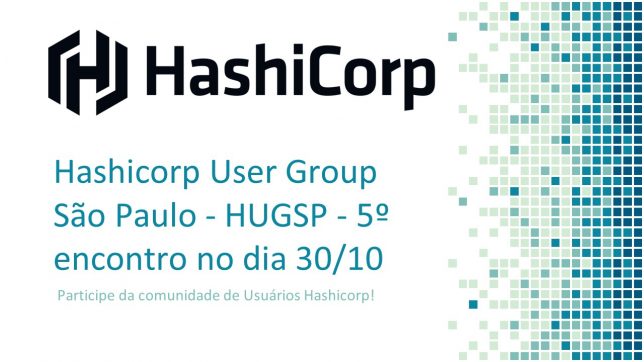 HashiCorp
Hashicorp User Group
São Paulo - HUGSP - 5º
encontro no dia 30/10
Participe da comunidade de Usuários Hashicorp!